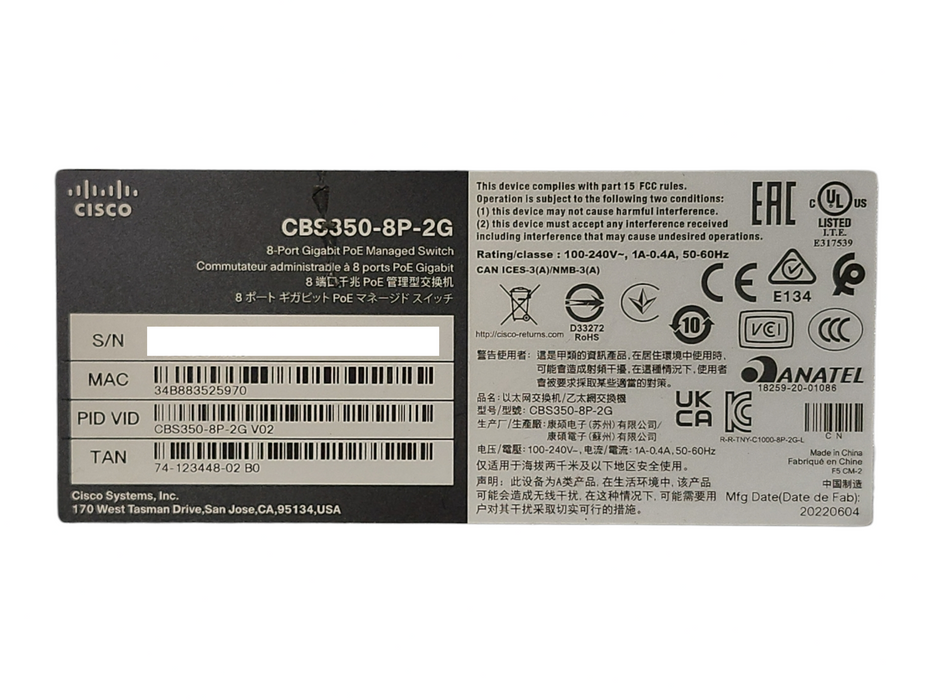 CISCO
CBS350-8P-2G
8-Port Gigabit PoE Managed Switch
Commutateur administrable à 8 ports PoE Gigabit
8 端口千兆 PoE 管理型交换机
8 ポート ギガビット PoE マネージド スイッチ
S/N
MAC
34B883525970
PID VID
CBS350-8P-2G V02
TAN
74-123448-02 B0
Cisco Systems, Inc.
170 West Tasman Drive,San Jose,CA,95134,USA
This device complies with part 15 FCC rules.
Operation is subject to the following two conditions:
(1) this device may not cause harmful interference.
(2) this device must accept any interference received
including interference that may cause undesired operations.
Rating/classe : 100-240V~, 1A-0.4A, 50-60Hz
CAN ICES-3(A)/NMB-3(A)
EAC
C UL US
LISTED
I.T.E.
E317539
CE
E134
http://cisco-returns.com
D33272
RoHS
10
VCI
CCC
警告使用者: 這是甲類的資訊產品, 在居住環境中使用時,
可能會造成射頻干擾, 在這種情況下, 使用者
會被要求採取某些適當的對策。
ANATEL
18259-20-01086
品名: 以太网交换机/乙太網交換機
型号/型號: CBS350-8P-2G
生产厂/生產廠: 康硕电子 (苏州) 有限公司/
康碩電子 (蘇州) 有限公司
电压/電壓: 100-240V~, 电流/電流: 1A-0.4A, 50-60Hz
仅适用于海拔两千米及以下地区安全使用。
声明: 此设备为A类产品, 在生活环境中, 该产品
可能会造成无线干扰, 在这种情况下, 可能需要用
户对其干扰采取切实可行的措施。
UK
CA
R-R-TNY-C1000-8P-2G-L
C N
Made in China
Fabriqué en Chine
F5 CM-2
中国制造
Mfg Date(Date de Fab):
20220604